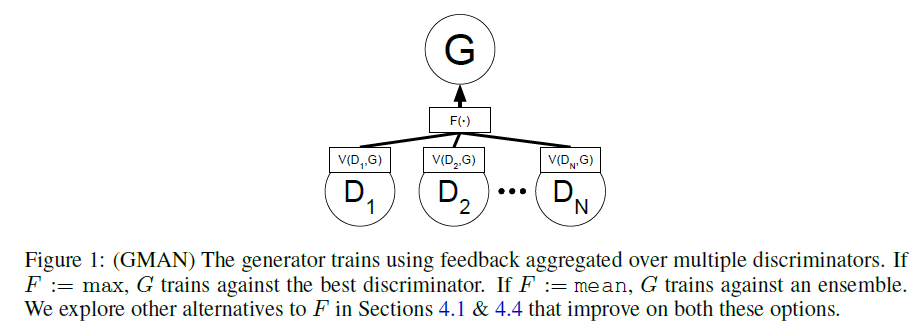 G
F(·)
V(D1,G) V(D2,G) V(DN,G)
D1 D2 ••• DN
Figure 1: (GMAN) The generator trains using feedback aggregated over multiple discriminators. If
F := max, G trains against the best discriminator. If F := mean, G trains against an ensemble.
We explore other alternatives to F in Sections 4.1 & 4.4 that improve on both these options.